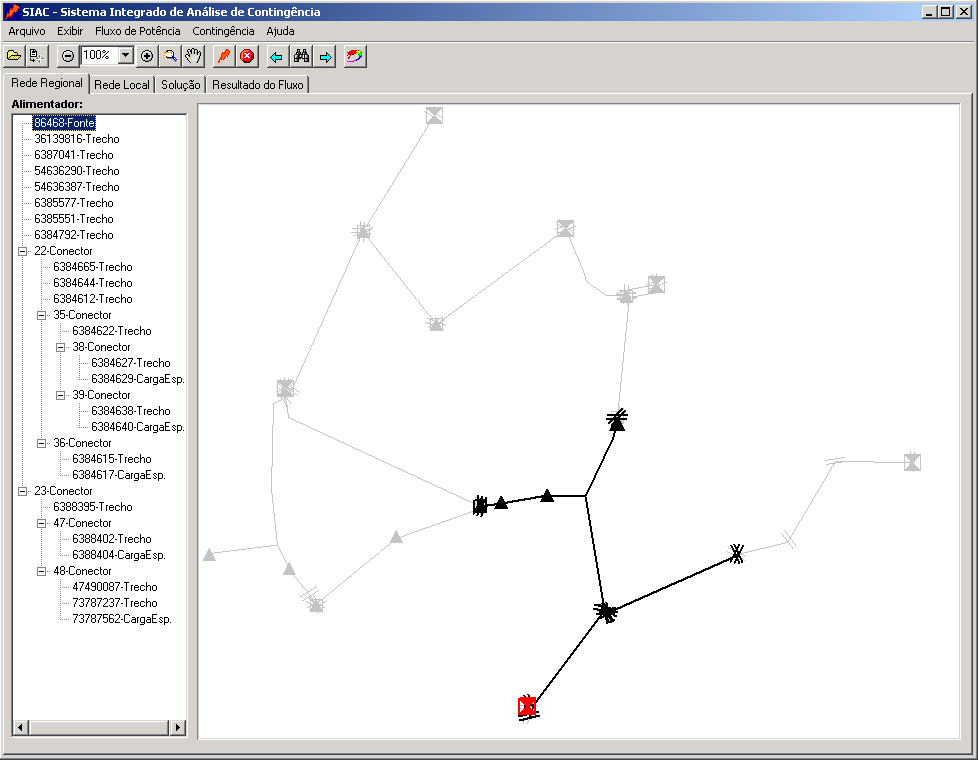 SIAC - Sistema Integrado de Análise de Contingência
Arquivo Exibir Fluxo de Potência Contingência Ajuda
100%
Rede Regional Rede Local Solução Resultado do Fluxo
Alimentador:
86468-Fonte
36139816-Trecho
6387041-Trecho
54636290-Trecho
54636387-Trecho
6385577-Trecho
6385551-Trecho
6384792-Trecho
22-Conector
6384665-Trecho
6384644-Trecho
6384612-Trecho
35-Conector
6384622-Trecho
38-Conector
6384627-Trecho
6384629-CargaEsp.
39-Conector
6384638-Trecho
6384640-CargaEsp.
36-Conector
6384615-Trecho
6384617-CargaEsp.
23-Conector
6388395-Trecho
47-Conector
6388402-Trecho
6388404-CargaEsp.
48-Conector
47490087-Trecho
73787237-Trecho
73787562-CargaEsp.